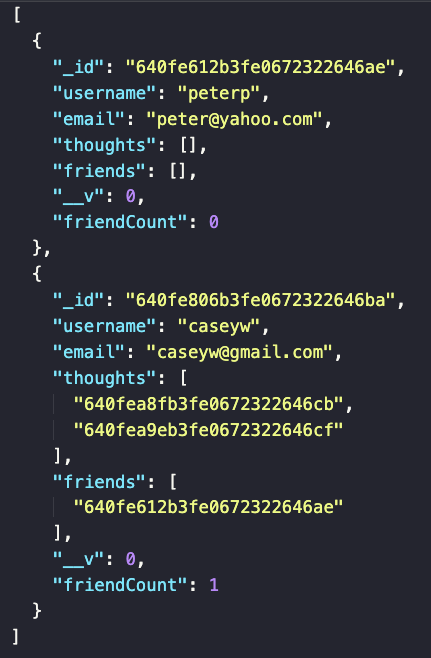 [
  {
    "_id": "640fe612b3fe0672322646ae",
    "username": "peterp",
    "email": "peter@yahoo.com",
    "thoughts": [],
    "friends": [],
    "__v": 0,
    "friendCount": 0
  },
  {
    "_id": "640fe806b3fe0672322646ba",
    "username": "caseyw",
    "email": "caseyw@gmail.com",
    "thoughts": [
      "640fea8fb3fe0672322646cb",
      "640fea9eb3fe0672322646cf"
    ],
    "friends": [
      "640fe612b3fe0672322646ae"
    ],
    "__v": 0,
    "friendCount": 1
  }
]